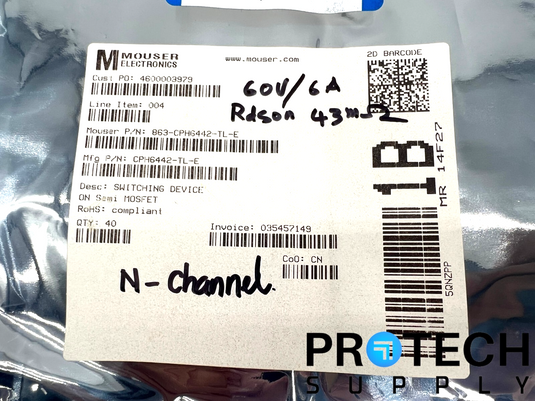 MOUSER
ELECTRONICS
www.mouser.com
2D BARCODE
Cust PO: 4600003979
60V/6A
Line Item: 004
Rdson 43mΩ
Mouser P/N: 863-CPH6442-TL-E
Mfg P/N: CPH6442-TL-E
Desc: SWITCHING DEVICE
ON Semi MOSFET
RoHS: compliant
QTY: 40
Invoice: 035457149
CoO: CN
N-channel
1B
MR 14F27
5QNZPP
PROTECH
SUPPLY